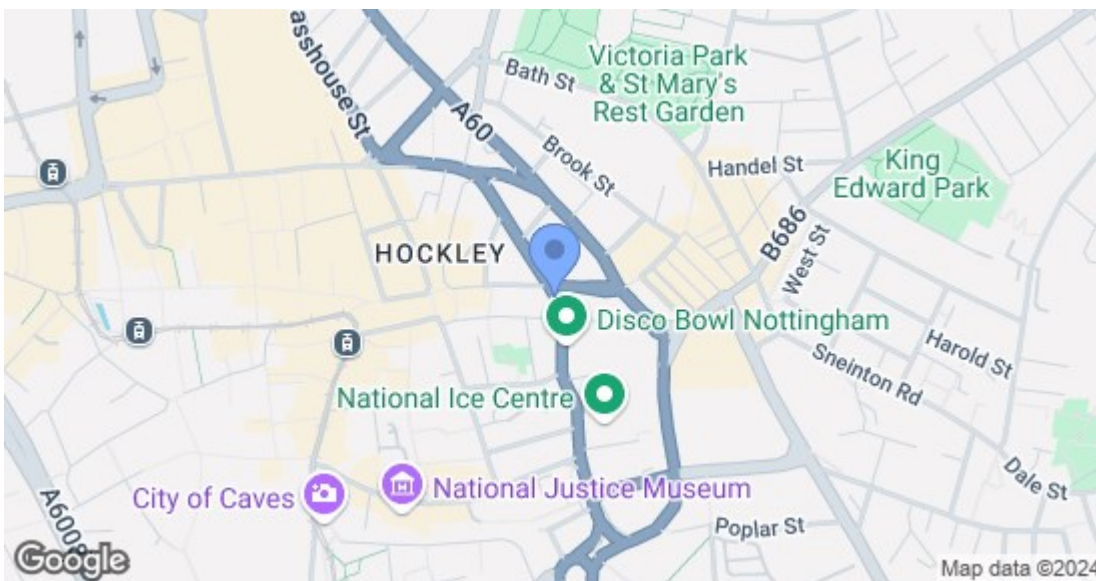 asshouse St
A60
Bath St
Victoria Park
& St Mary's
Rest Garden
Brook St
Handel St
King
Edward Park
B686
West St
HOCKLEY
Disco Bowl Nottingham
Harold St
Sneinton Rd
National Ice Centre
Dale St
City of Caves
National Justice Museum
A6008
Poplar St
Google
Map data ©2024